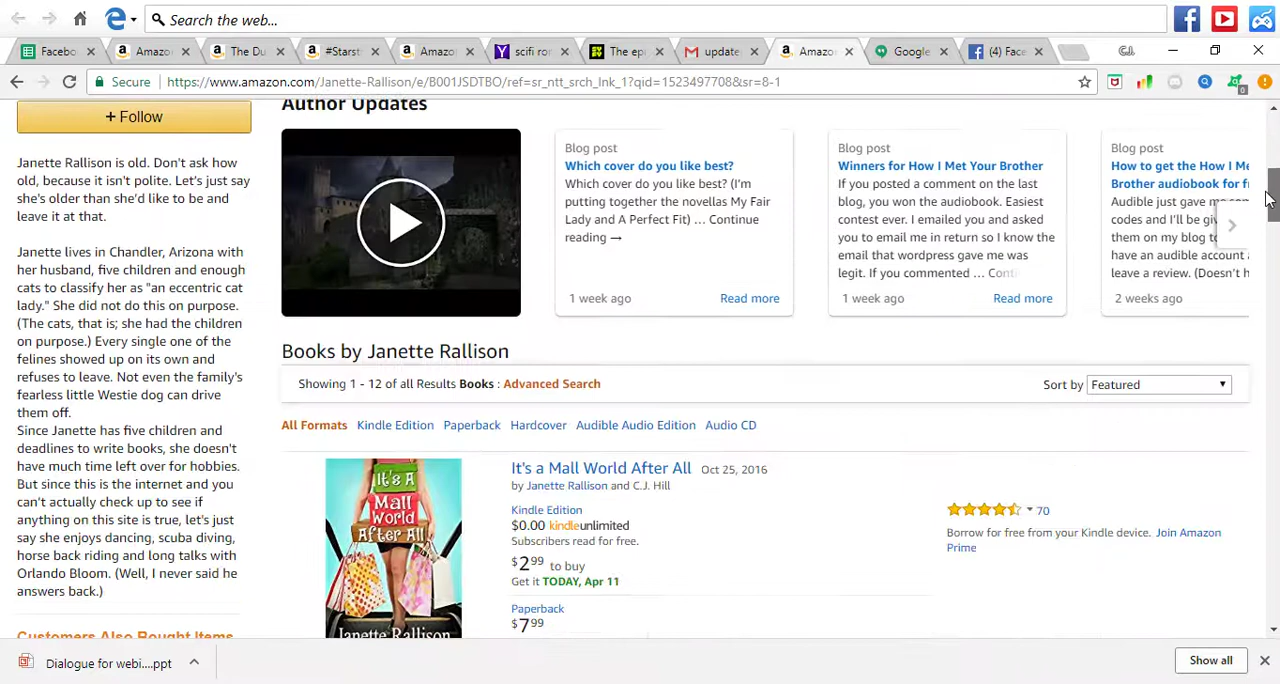 Search the web...
Facebo
Amazo
The Du
#Starst
Amazo
scifi ror
The epi
update
Amazo
Google
(4) Face
C.J.
Secure
https://www.amazon.com/Janette-Rallison/e/B001JSDTBO/ref=sr_ntt_srch_lnk_1?qid=1523497708&sr=8-1
0
+ Follow
Janette Rallison is old. Don't ask how
old, because it isn't polite. Let's just say
she's older than she'd like to be and
leave it at that.
Janette lives in Chandler, Arizona with
her husband, five children and enough
cats to classify her as "an eccentric cat
lady." She did not do this on purpose.
(The cats, that is; she had the children
on purpose.) Every single one of the
felines showed up on its own and
refuses to leave. Not even the family's
fearless little Westie dog can drive
them off.
Since Janette has five children and
deadlines to write books, she doesn't
have much time left over for hobbies.
But since this is the internet and you
can't actually check up to see if
anything on this site is true, let's just
say she enjoys dancing, scuba diving,
horse back riding and long talks with
Orlando Bloom. (Well, I never said he
answers back.)
Customers Also Bought Items
Author Updates
Blog post
Which cover do you like best?
Which cover do you like best? (I'm
putting together the novellas My Fair
Lady and A Perfect Fit) ... Continue
reading →
1 week ago
Read more
Blog post
Winners for How I Met Your Brother
If you posted a comment on the last
blog, you won the audiobook. Easiest
contest ever. I emailed you and asked
you to email me in return so I know the
email that wordpress gave me was
legit. If you commented ... Conti
1 week ago
Read more
Blog post
How to get the How I Me
Brother audiobook for fr
Audible just gave me som
codes and I'll be giv
them on my blog to
have an audible account a
leave a review. (Doesn't h
2 weeks ago
Books by Janette Rallison
Showing 1 - 12 of all Results Books : Advanced Search
Sort by Featured
All Formats Kindle Edition Paperback Hardcover Audible Audio Edition Audio CD
It's A
Mall
World
After All
Janette Rallison
It's a Mall World After All Oct 25, 2016
by Janette Rallison and C.J. Hill
Kindle Edition
$0.00 kindleunlimited
Subscribers read for free.
$2.99 to buy
Get it TODAY, Apr 11
Paperback
$7.99
70
Borrow for free from your Kindle device. Join Amazon
Prime
Dialogue for webi....ppt
Show all